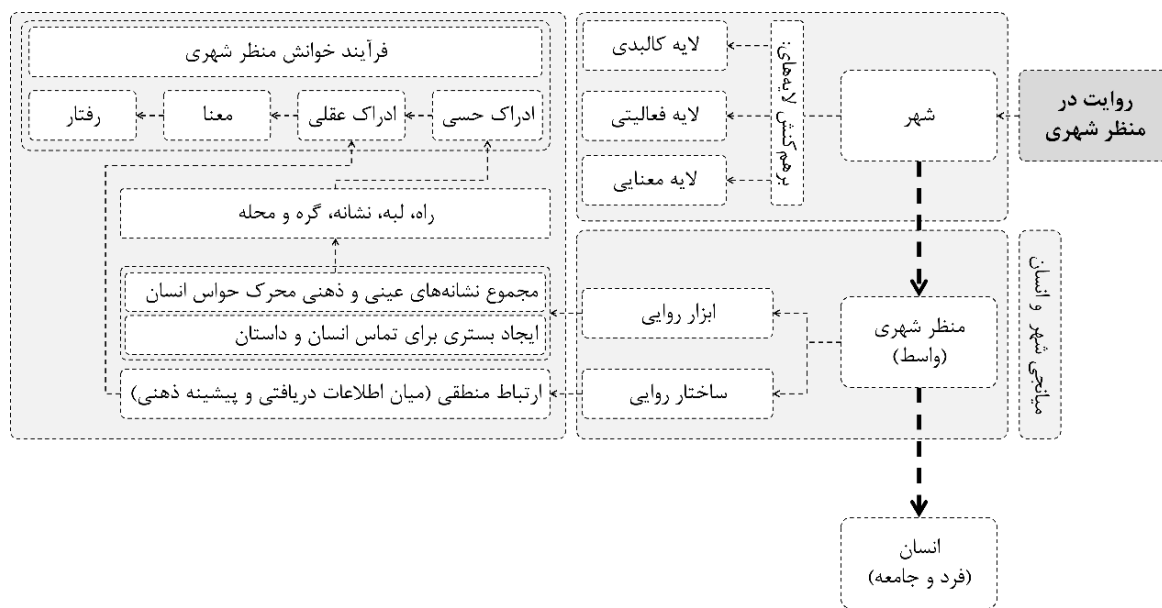 روایت در
منظر شهری
شهر
برهم‌کنش لایه‌های:
لایه کالبدی
لایه فعالیتی
لایه معنایی
فرآیند خوانش منظر شهری
ادراک حسی
ادراک عقلی
معنا
رفتار
راه، لبه، نشانه، گره و محله
میانجی شهر و انسان
منظر شهری
(واسط)
ابزار روایی
ساختار روایی
مجموع نشانه‌های عینی و ذهنی محرک حواس انسان
ایجاد بستری برای تماس انسان و داستان
ارتباط منطقی (میان اطلاعات دریافتی و پیشینه ذهنی)
انسان
(فرد و جامعه)